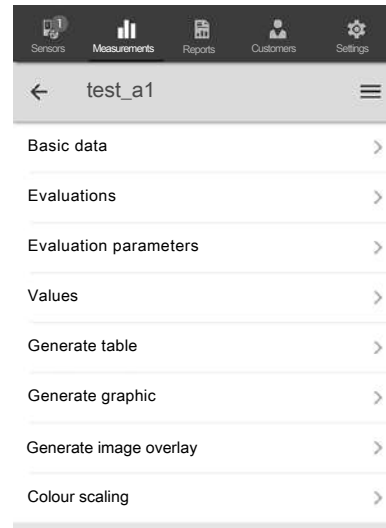 1
Sensors Measurements Reports Customers Settings
test_a1
Basic data
Evaluations
Evaluation parameters
Values
Generate table
Generate graphic
Generate image overlay
Colour scaling